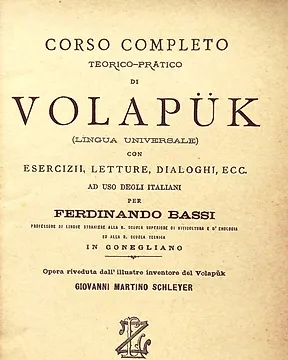 CORSO COMPLETO
TEORICO-PRATICO
DI
VOLAPÜK
(LINGUA UNIVERSALE)
CON
ESERCIZII, LETTURE, DIALOGHI, ECC.
AD USO DEGLI ITALIANI
PER
FERDINANDO BASSI
PROFESSORE DI LINGUE STRANIERE ALLA R. SCUOLA SUPERIORE DI VITICOLTURA E D' ENOLOGIA
ED ALLA R. SCUOLA TECNICA
IN CONEGLIANO
Opera riveduta dall' illustre inventore del Volapük
GIOVANNI MARTINO SCHLEYER